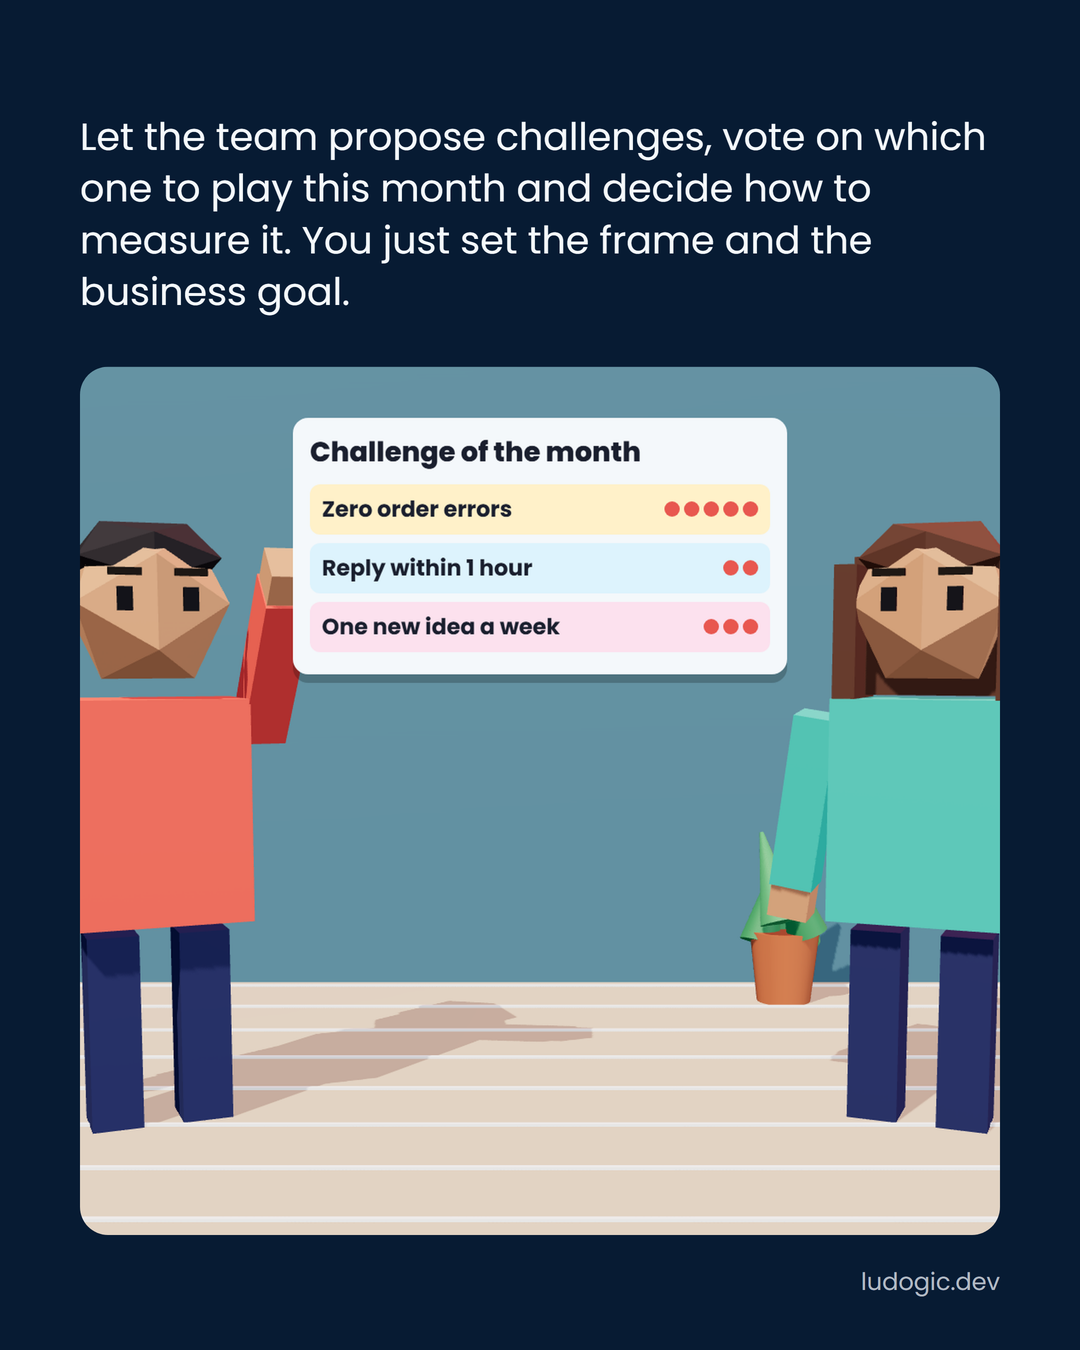 Let the team propose challenges, vote on which
one to play this month and decide how to
measure it. You just set the frame and the
business goal.
Challenge of the month
Zero order errors
Reply within 1 hour
One new idea a week
ludogic.dev